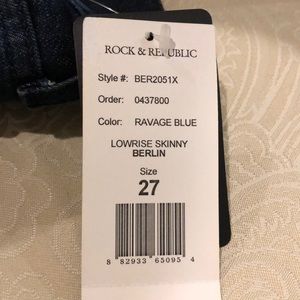 ROCK & REPUBLIC
Style #: BER2051X
Order: 0437800
Color: RAVAGE BLUE
LOWRISE SKINNY
BERLIN
Size
27
8 82933 65095 4